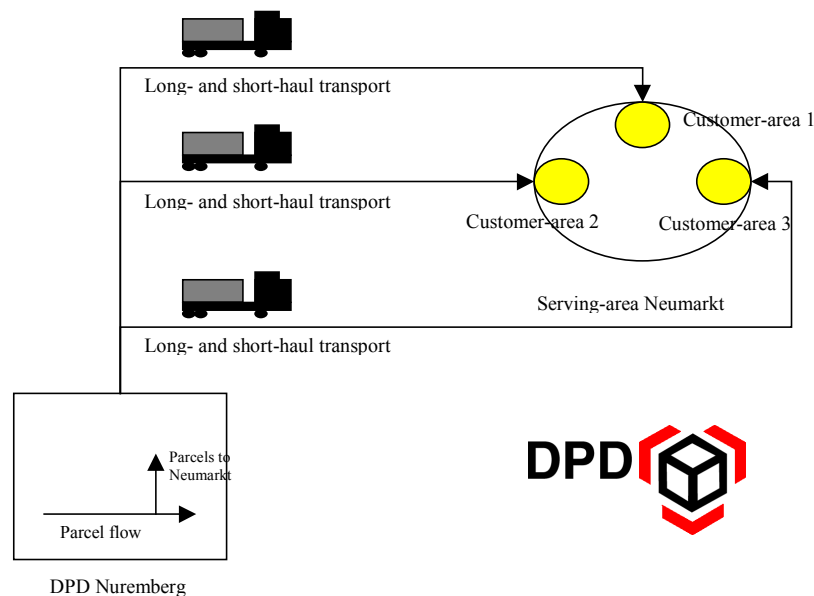 Long- and short-haul transport
Customer-area 1
Long- and short-haul transport
Customer-area 2
Customer-area 3
Serving-area Neumarkt
Long- and short-haul transport
Parcels to
Neumarkt
Parcel flow
DPD
DPD Nuremberg